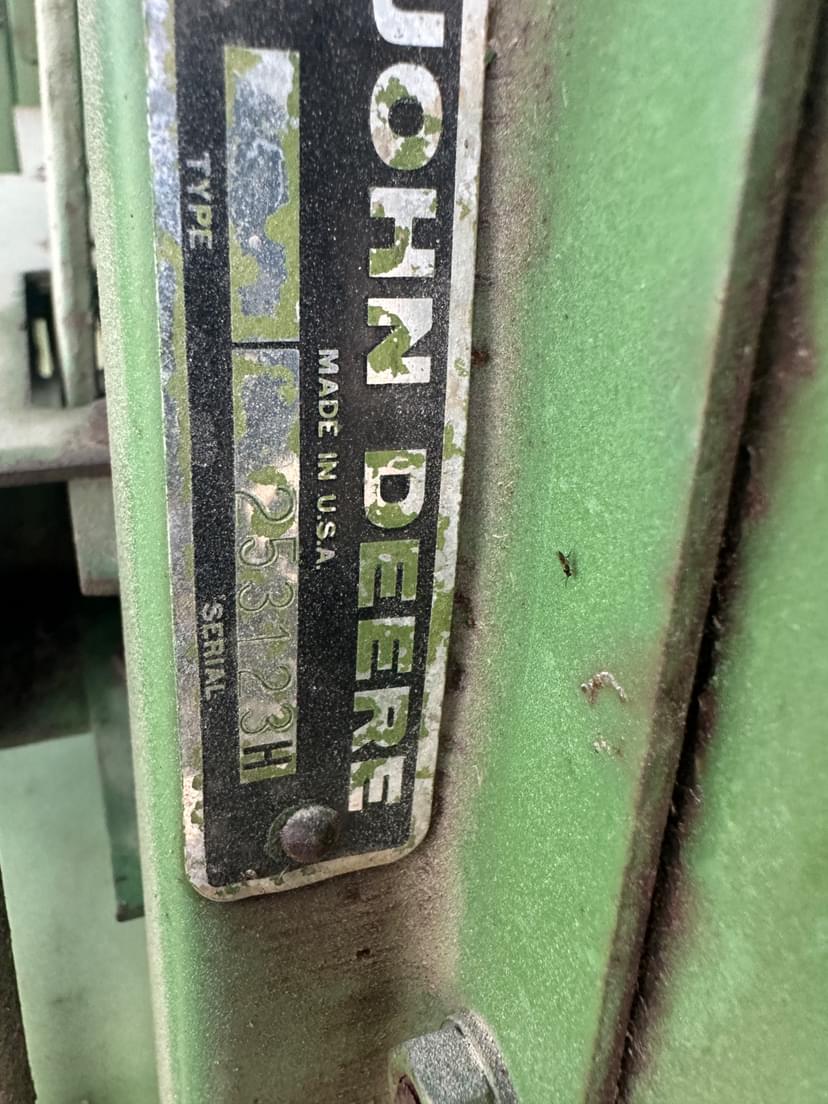 JOHN DEERE
MADE IN U.S.A.
253123H
TYPE
SERIAL